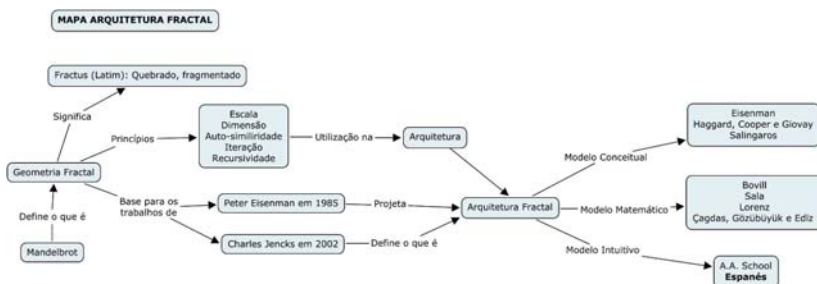 MAPA ARQUITETURA FRACTAL
Fractus (Latim): Quebrado, fragmentado
Significa
Princípios
Escala
Dimensão
Auto-similiridade
Iteração
Recursividade
Utilização na
Arquitetura
Eisenman
Haggard, Cooper e Giovay
Salingaros
Modelo Conceitual
Geometria Fractal
Base para os
trabalhos de
Peter Eisenman em 1985
Projeta
Arquitetura Fractal
Modelo Matemático
Bovill
Sala
Lorenz
Çagdas, Gözübüyük e Ediz
Define o que é
Mandelbrot
Charles Jencks em 2002
Define o que é
Modelo Intuitivo
A.A. School
Espanés